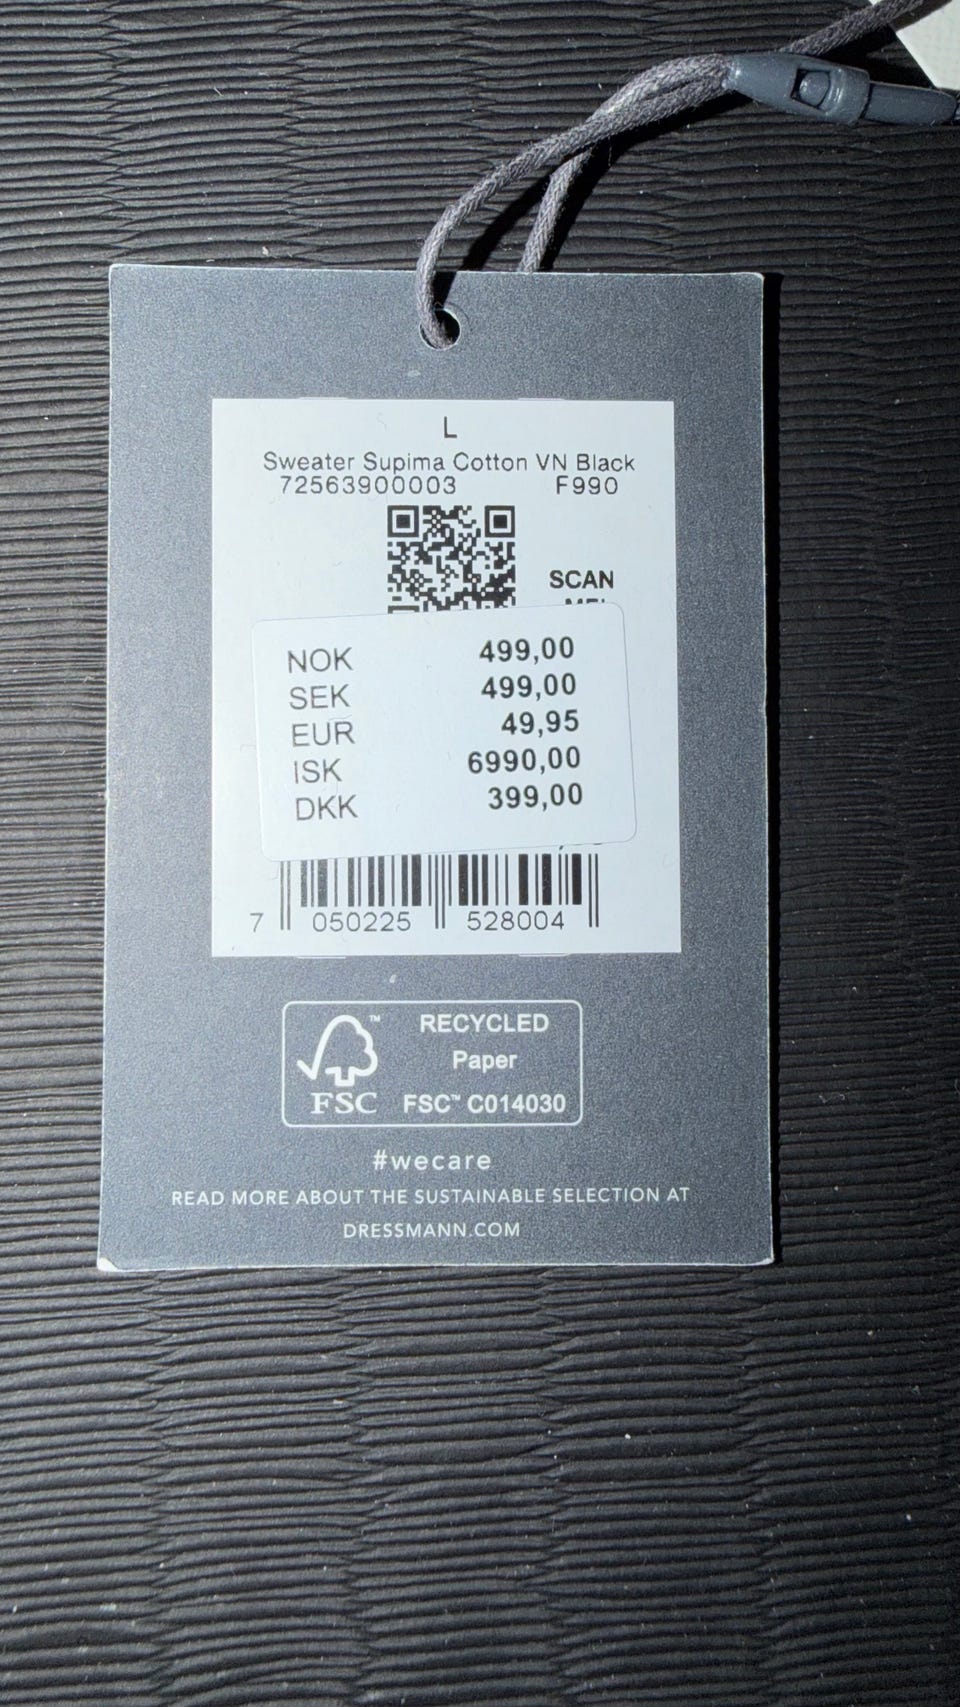 L
Sweater Supima Cotton VN Black
72563900003 F990
SCAN
NOK 499,00
SEK 499,00
EUR 49,95
ISK 6990,00
DKK 399,00
7 050225 528004
RECYCLED
Paper
FSC™ C014030
FSC
#wecare
READ MORE ABOUT THE SUSTAINABLE SELECTION AT
DRESSMANN.COM